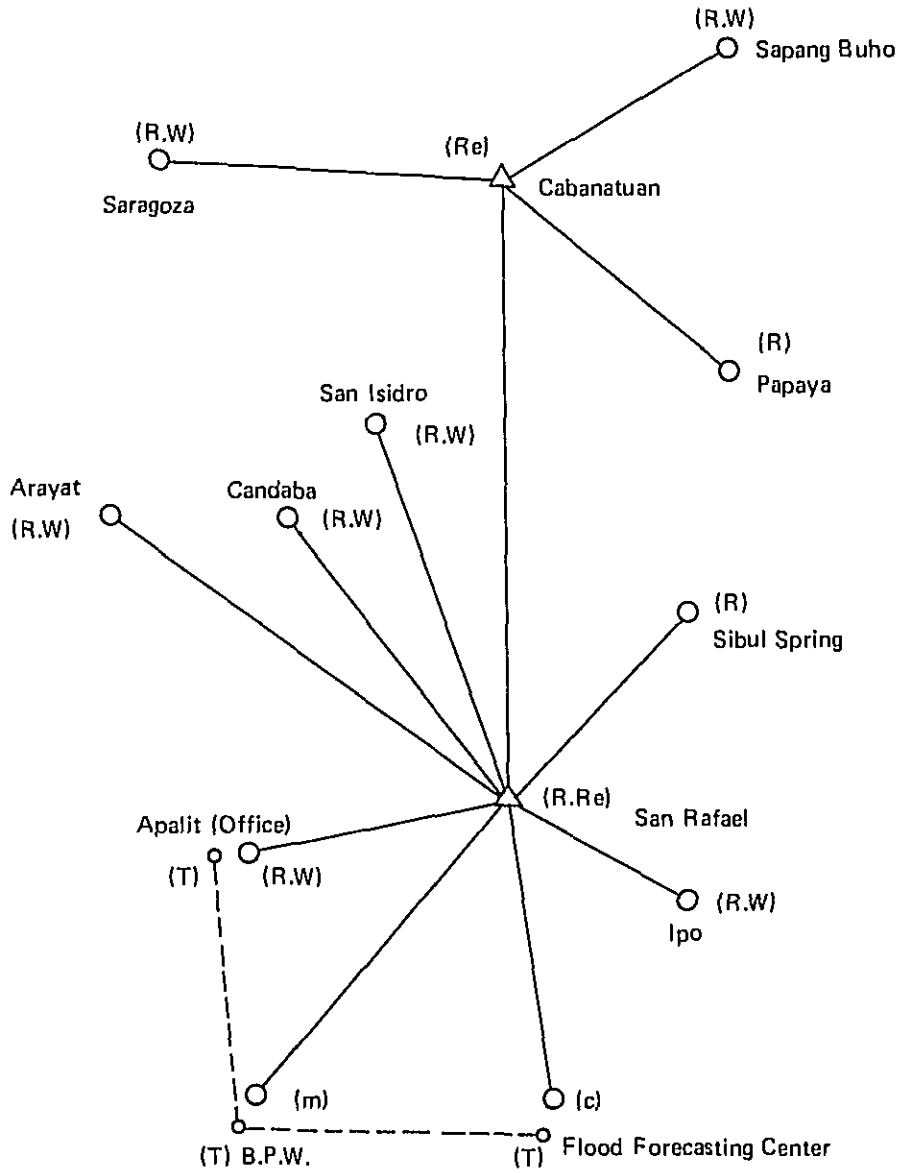 (R.W)
Sapang Buho
(R.W)
(Re)
Cabanatuan
Saragoza
(R)
Papaya
San Isidro
(R.W)
Arayat
Candaba
(R.W)
(R.W)
(R)
Sibul Spring
(R.Re)
San Rafael
Apalit (Office)
(T)
(R.W)
(R.W)
Ipo
(m)
(c)
(T) B.P.W.
(T)
Flood Forecasting Center